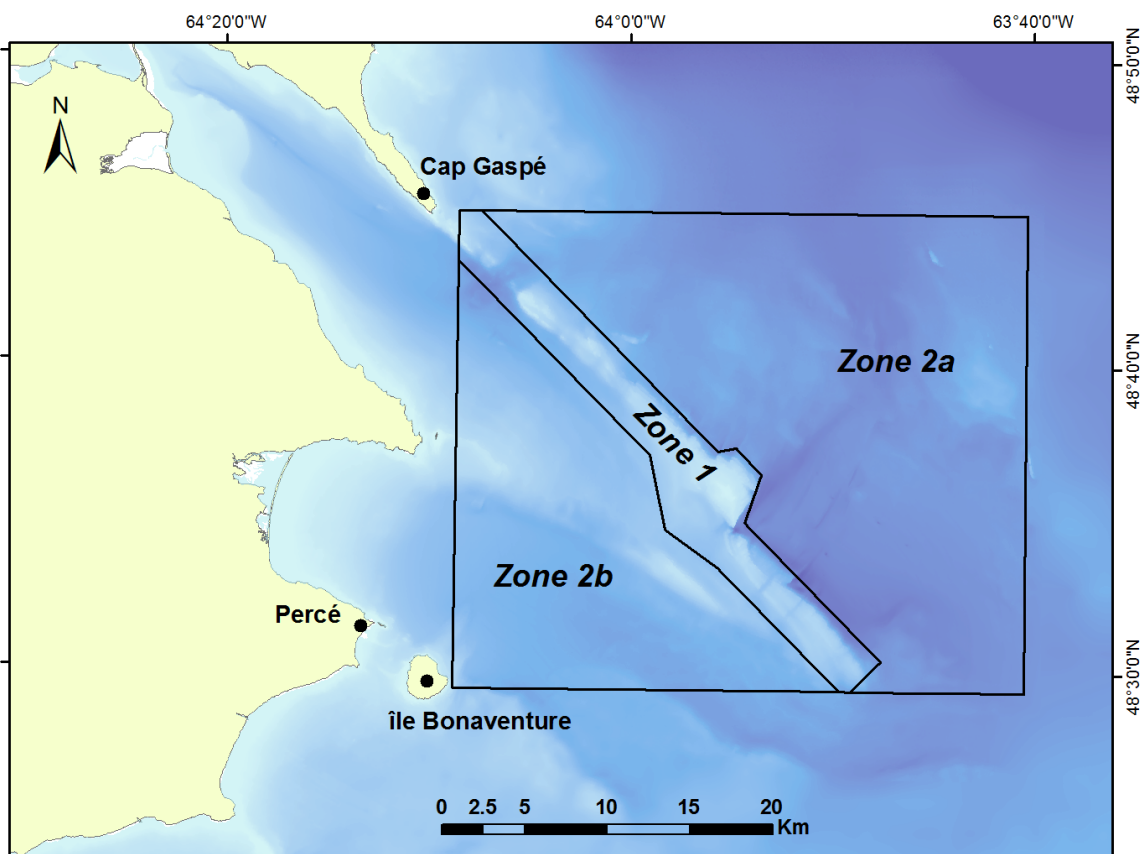 64°20'0"W 64°0'0"W 63°40'0"W
48°50'0"N
N
Cap Gaspé
Zone 2a
48°40'0"N
Zone 1
Zone 2b
Percé
48°30'0"N
île Bonaventure
0 2.5 5 10 15 20
Km